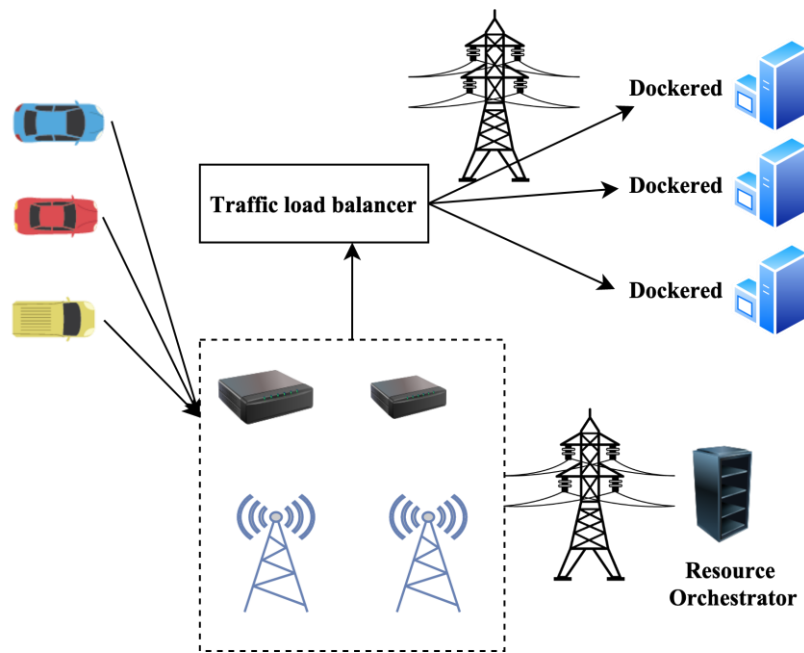 Dockered
Traffic load balancer
Dockered
Dockered
Resource
Orchestrator